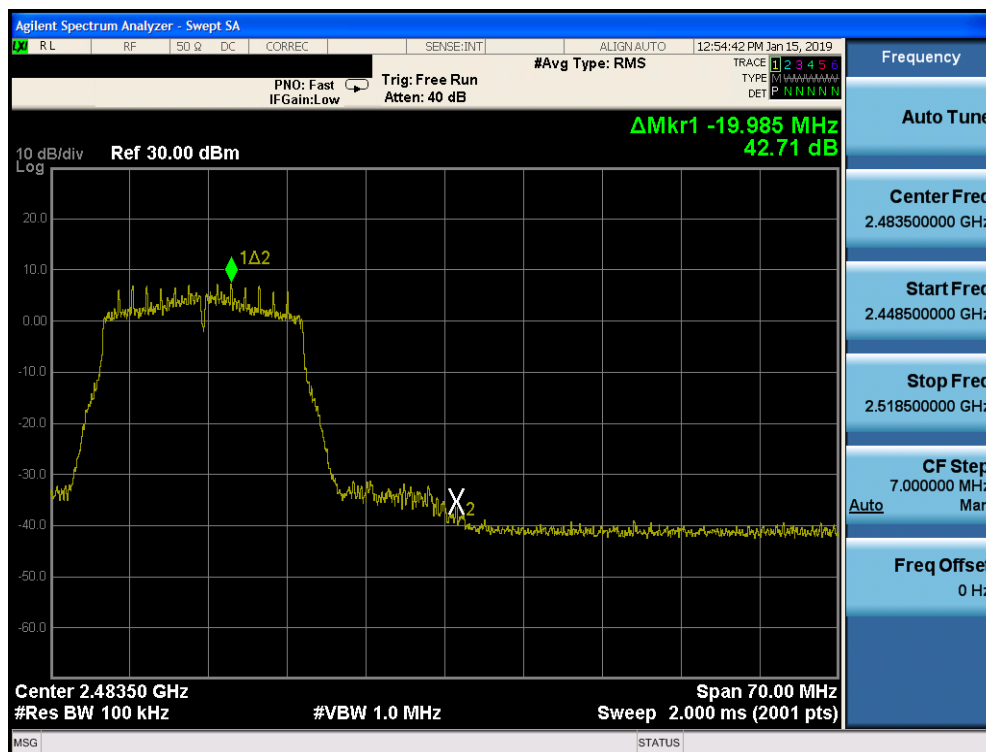 Agilent Spectrum Analyzer - Swept SA
LXI RL RF 50 Ω DC CORREC SENSE:INT ALIGN AUTO 12:54:42 PM Jan 15, 2019
#Avg Type: RMS TRACE 1 2 3 4 5 6
PNO: Fast Trig: Free Run TYPE M WWWWW
IFGain:Low Atten: 40 dB DET P N N N N N
ΔMkr1 -19.985 MHz
42.71 dB
10 dB/div Ref 30.00 dBm
Log
20.0
10.0
1Δ2
0.00
-10.0
-20.0
-30.0
2
-40.0
-50.0
-60.0
Center 2.48350 GHz Span 70.00 MHz
#Res BW 100 kHz #VBW 1.0 MHz Sweep 2.000 ms (2001 pts)
MSG STATUS
Frequency
Auto Tune
Center Freq
2.483500000 GHz
Start Freq
2.448500000 GHz
Stop Freq
2.518500000 GHz
CF Step
7.000000 MHz
Auto Man
Freq Offset
0 Hz